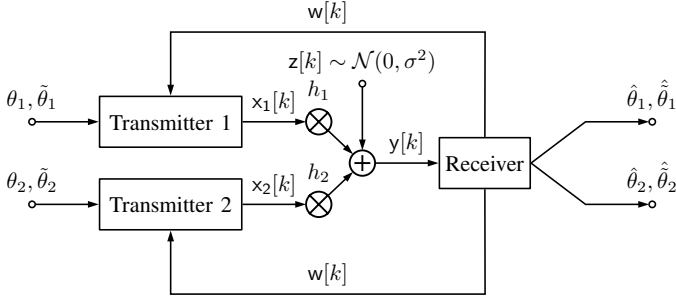 w[k]
z[k] ∼ 𝒩(0, σ²)
θ₁, θ̃₁
Transmitter 1
x₁[k]
h₁
θ̂₁, θ̃̂₁
y[k]
Receiver
θ₂, θ̃₂
Transmitter 2
x₂[k]
h₂
θ̂₂, θ̃̂₂
w[k]